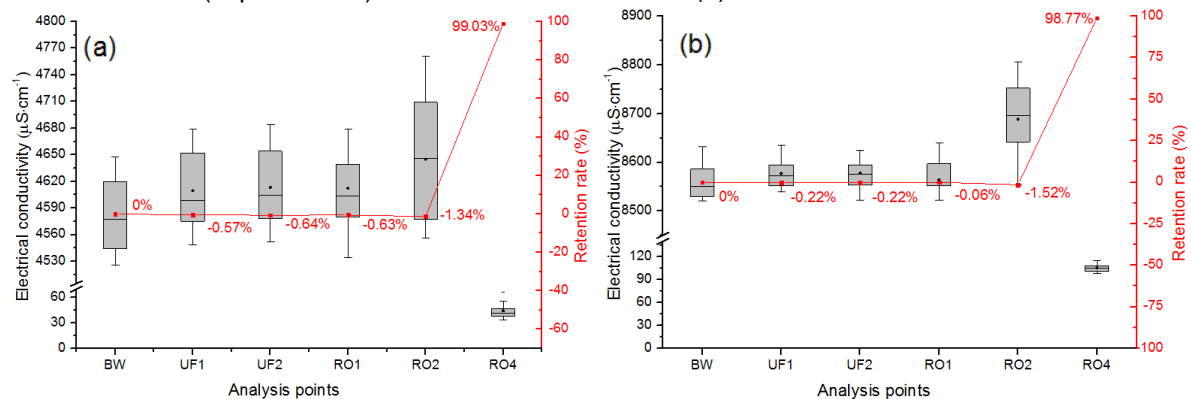 (a)
Electrical conductivity (µS·cm⁻¹)
4800
4770
4740
4710
4680
4650
4620
4590
4560
4530
60
30
0
BW
UF1
UF2
RO1
RO2
RO4
Analysis points
0%
-0.57%
-0.64%
-0.63%
-1.34%
99.03%
100
80
60
40
20
0
-20
-40
-60
Retention rate (%)
(b)
Electrical conductivity (µS·cm⁻¹)
8900
8800
8700
8600
8500
120
90
60
30
0
BW
UF1
UF2
RO1
RO2
RO4
Analysis points
0%
-0.22%
-0.22%
-0.06%
-1.52%
98.77%
100
75
50
25
0
-25
-50
-75
100
Retention rate (%)